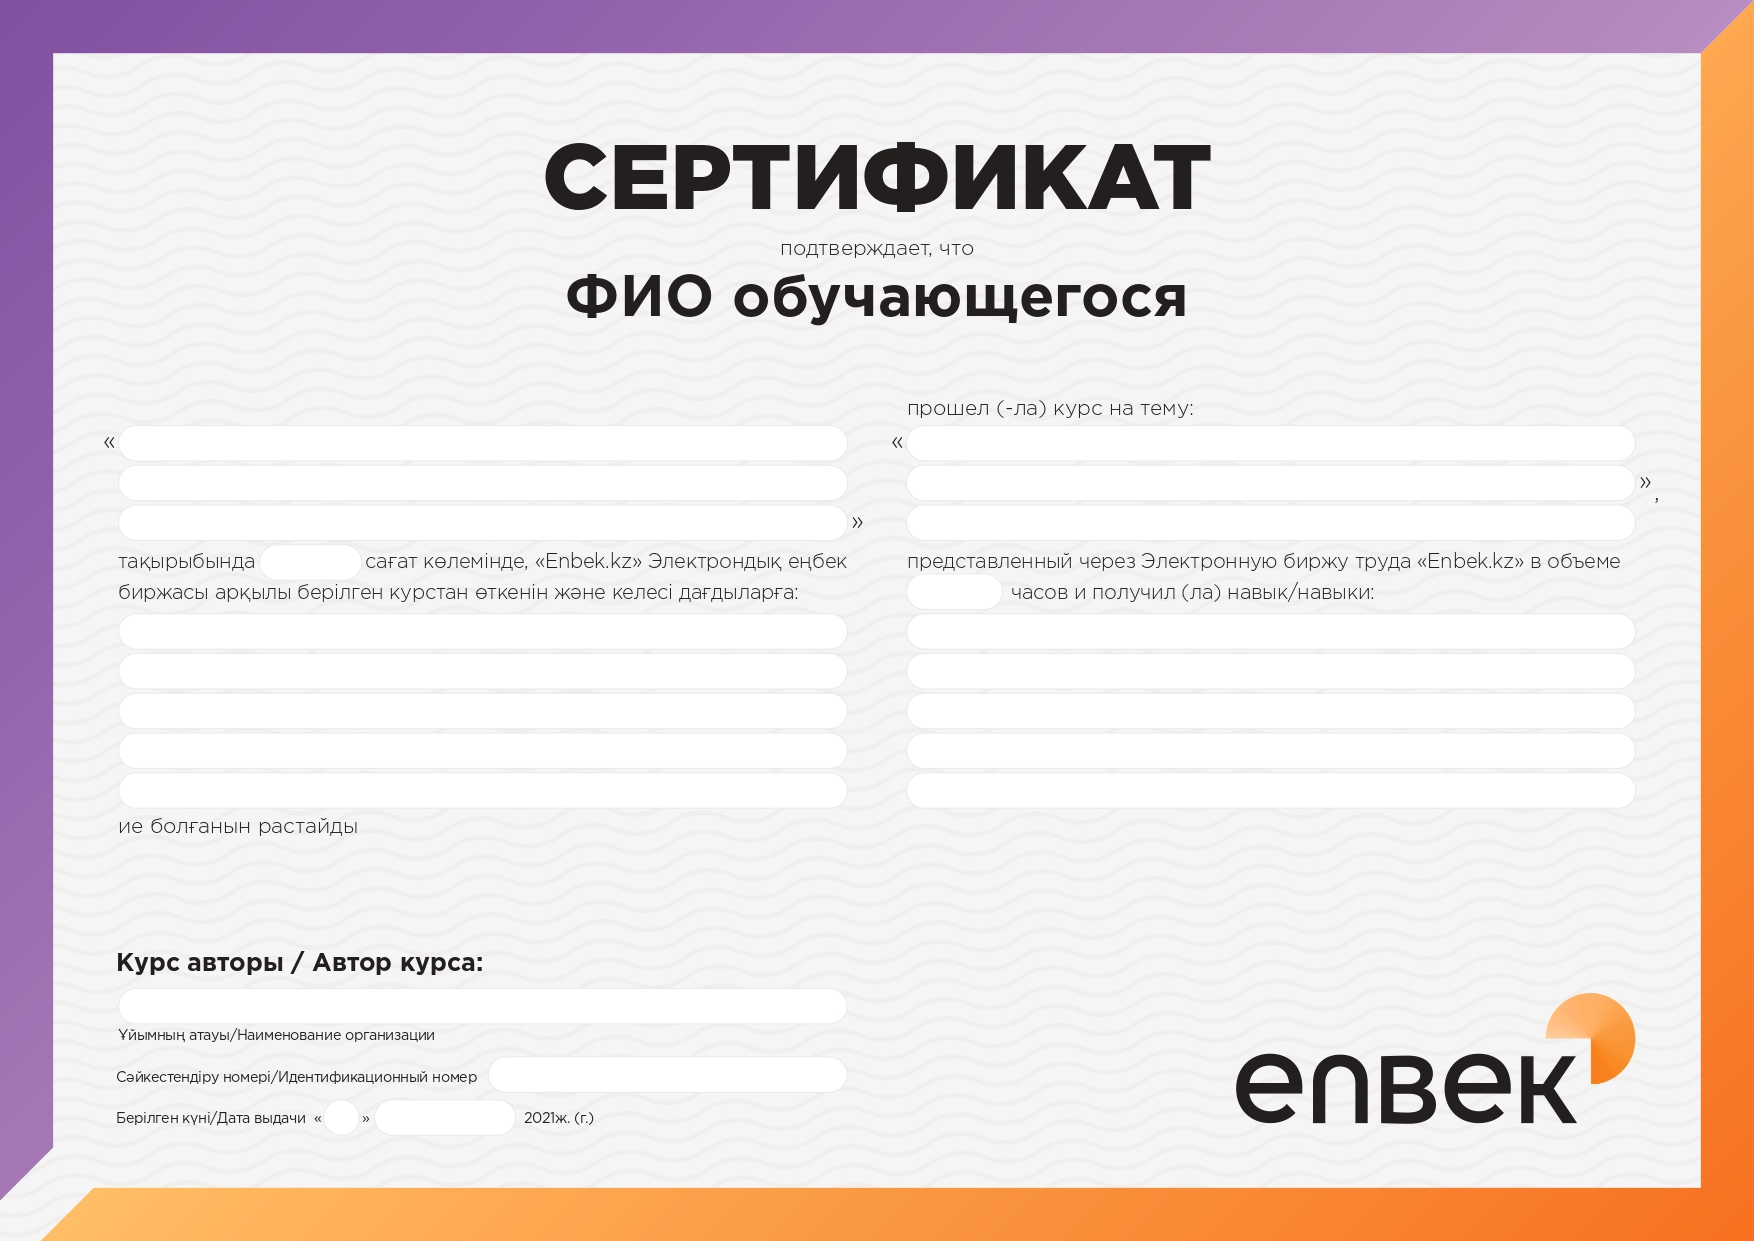 СЕРТИФИКАТ
подтверждает, что
ФИО обучающегося
«
»
тақырыбында сағат көлемінде, «Enbek.kz» Электрондық еңбек
биржасы арқылы берілген курстан өткенін және келесі дағдыларға:
ие болғанын растайды
прошел (-ла) курс на тему:
«
» ,
представленный через Электронную биржу труда «Enbek.kz» в объеме
часов и получил (ла) навык/навыки:
Курс авторы / Автор курса:
Ұйымның атауы/Наименование организации
Сәйкестендіру номері/Идентификационный номер
Берілген күні/Дата выдачи « » 2021ж. (г.)
enbek